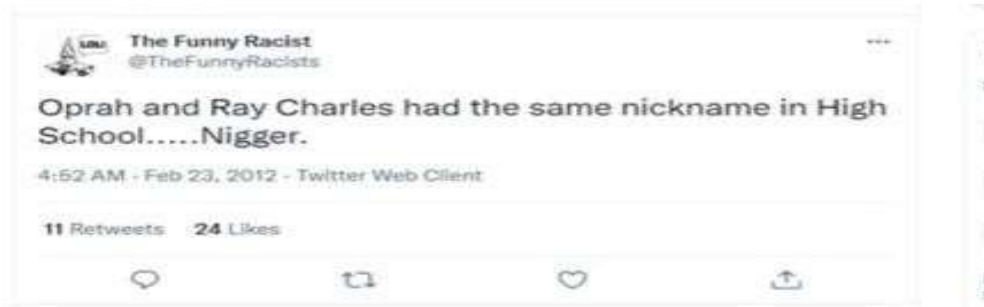 The Funny Racist
@TheFunnyRacists
Oprah and Ray Charles had the same nickname in High
School.....Nigger.
4:52 AM - Feb 23, 2012 - Twitter Web Client
11 Retweets 24 Likes